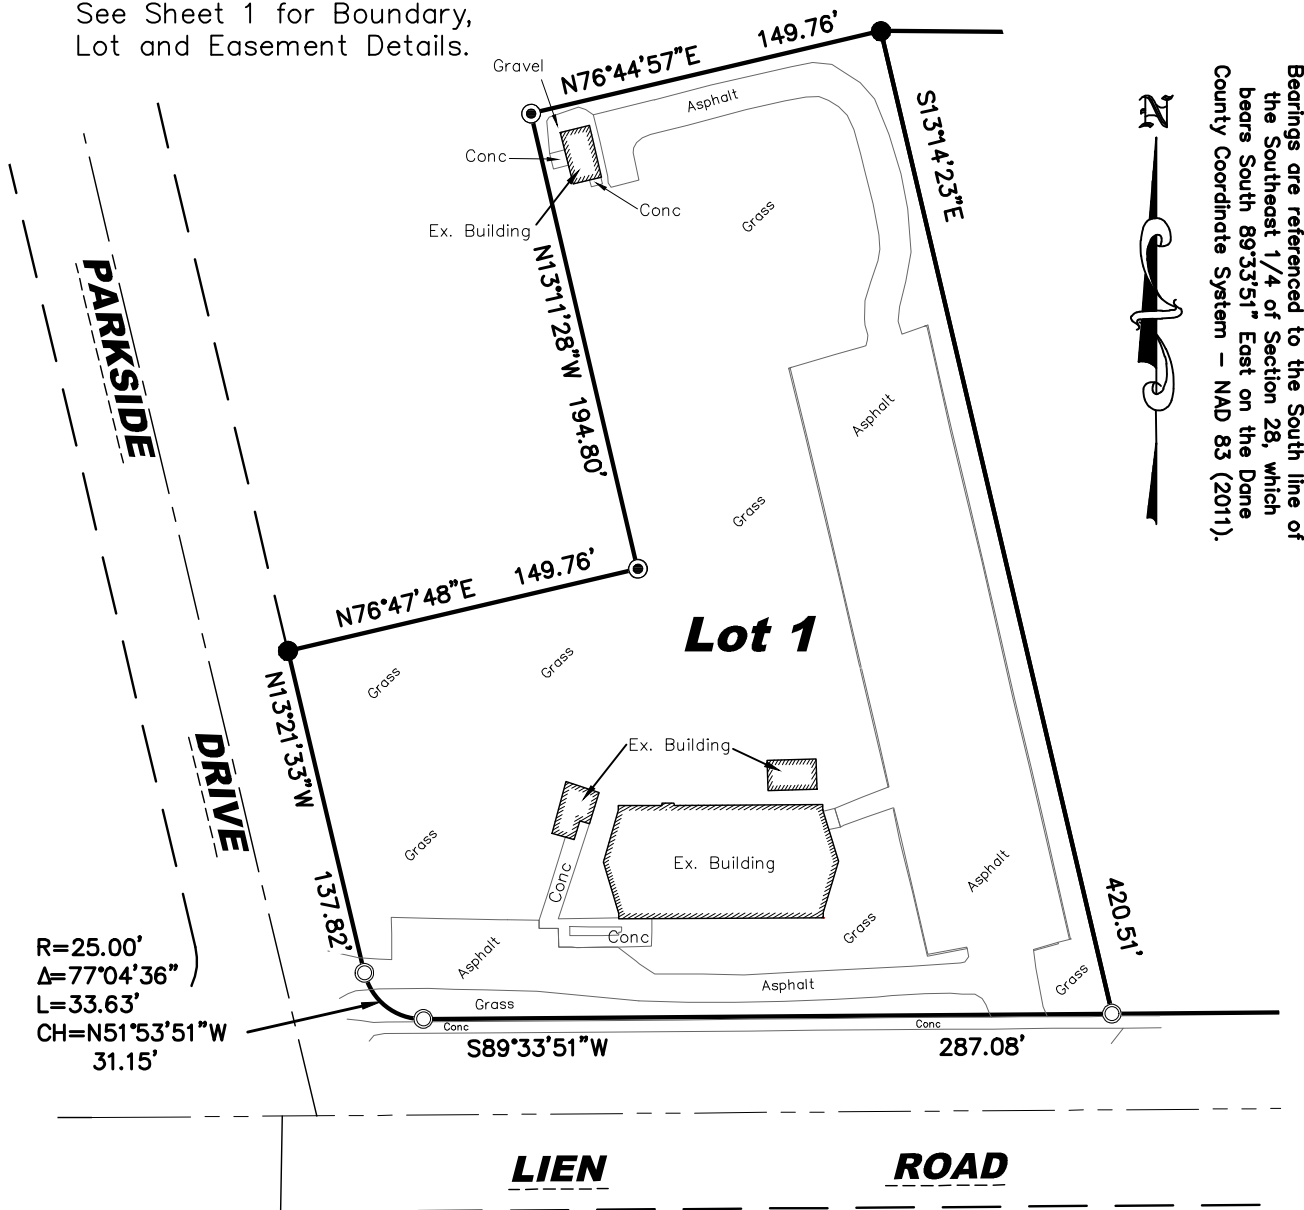 See Sheet 1 for Boundary,
Lot and Easement Details.
N76°44'57"E
149.76'
Gravel
Asphalt
Conc
Conc
Ex. Building
Grass
S13°14'23"E
N
Bearings are referenced to the South line of
the Southeast 1/4 of Section 28, which
bears South 89°33'51" East on the Dane
County Coordinate System – NAD 83 (2011).
N13°11'28"W
194.80'
PARKSIDE
DRIVE
Asphalt
Grass
N76°47'48"E
149.76'
Lot 1
Grass
Grass
N13°21'33"W
137.82'
Ex. Building
Grass
Ex. Building
Conc
Conc
Asphalt
Grass
Asphalt
420.51'
Grass
Asphalt
Grass
R=25.00'
Δ=77°04'36"
L=33.63'
CH=N51°53'51"W
31.15'
Conc
Conc
S89°33'51"W
287.08'
LIEN
ROAD